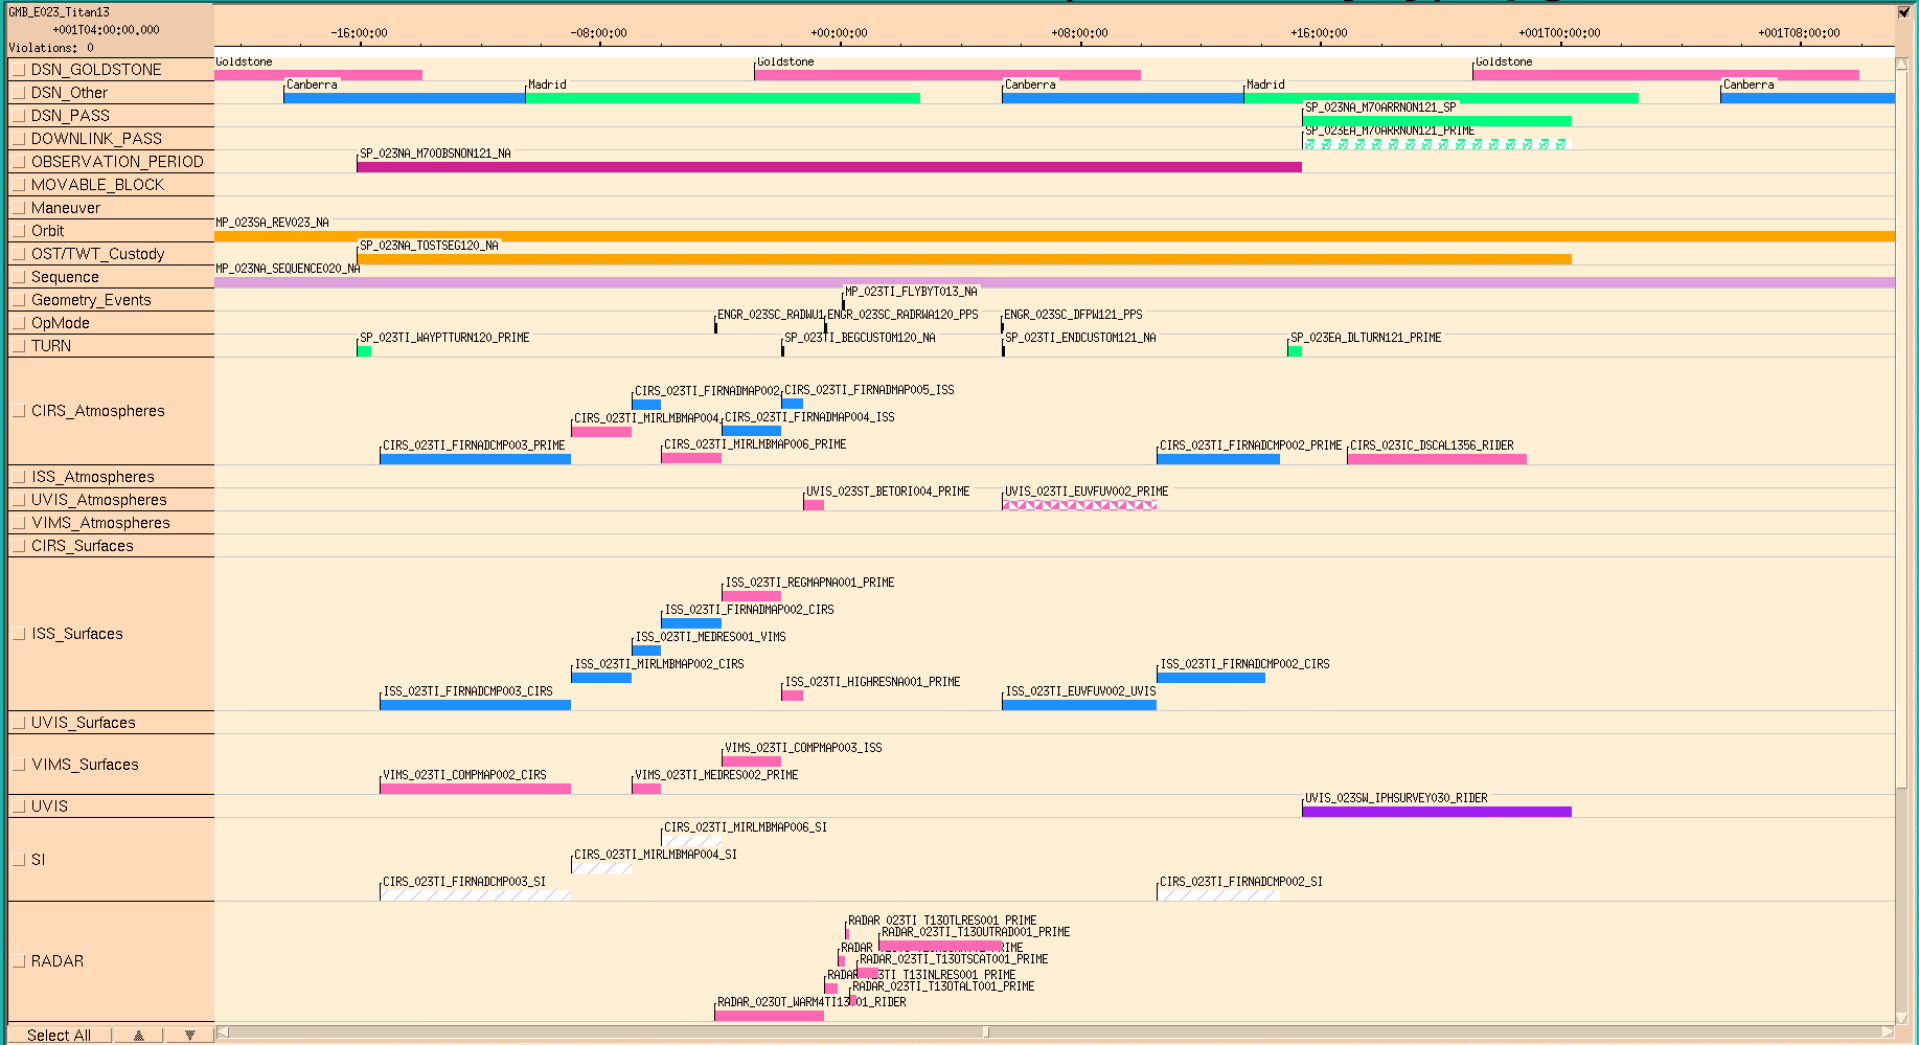 GMB_E023_Titan13
+001T04:00:00.000
Violations: 0
-16:00:00 -08:00:00 +00:00:00 +08:00:00 +16:00:00 +001T0:00:00 +001T08:00:00
DSN_GOLDSTONE Goldstone Goldstone Goldstone
DSN_Other Canberra Madrid Canberra Madrid Canberra
DSN_PASS SP_023NA_M70ARRNON121_SP
DOWNLINK_PASS SP_023EA_M70ARRNON121_PRIME
OBSERVATION_PERIOD SP_023NA_M70OBSNON121_NA
MOVABLE_BLOCK
Maneuver
Orbit MP_023SA_REV023_NA
OST/TWT_Custody SP_023NA_TOSTSEG120_NA
Sequence MP_023NA_SEQUENCE020_NA
Geometry_Events MP_023TI_FLYBYT013_NA
OpMode ENGR_023SC_RADWU1 ENGR_023SC_RADRWA120_PPS ENGR_023SC_DFPW121_PPS
TURN SP_023TI_WAYPTTURN120_PRIME SP_023TI_BEGCUSTOM120_NA SP_023TI_ENDCUSTOM121_NA SP_023EA_DLTURN121_PRIME
CIRS_Atmospheres
CIRS_023TI_FIRNADMAP002 CIRS_023TI_FIRNADMAP005_ISS
CIRS_023TI_MIRLMBMAP004 CIRS_023TI_FIRNADMAP004_ISS
CIRS_023TI_FIRNADCMP003_PRIME CIRS_023TI_MIRLMBMAP006_PRIME CIRS_023TI_FIRNADCMP002_PRIME CIRS_023IC_DSCAL1356_RIDER
ISS_Atmospheres
UVIS_Atmospheres UVIS_023ST_BETORI004_PRIME UVIS_023TI_EUVFUV002_PRIME
VIMS_Atmospheres
CIRS_Surfaces
ISS_Surfaces
ISS_023TI_REGMAPNA001_PRIME
ISS_023TI_FIRNADMAP002_CIRS
ISS_023TI_MEDRES001_VIMS
ISS_023TI_MIRLMBMAP002_CIRS ISS_023TI_FIRNADCMP002_CIRS
ISS_023TI_HIGHRESNA001_PRIME
ISS_023TI_FIRNADCMP003_CIRS ISS_023TI_EUVFUV002_UVIS
UVIS_Surfaces
VIMS_Surfaces
VIMS_023TI_COMPMAP003_ISS
VIMS_023TI_COMPMAP002_CIRS VIMS_023TI_MEDRES002_PRIME
UVIS UVIS_023SW_IPHSURVEY030_RIDER
SI
CIRS_023TI_MIRLMBMAP006_SI
CIRS_023TI_MIRLMBMAP004_SI
CIRS_023TI_FIRNADCMP003_SI CIRS_023TI_FIRNADCMP002_SI
RADAR
RADAR_023TI_T13OTLRES001_PRIME
RADAR_023TI_T13OUTRAD001_PRIME
RADAR
RADAR_023TI_T13OTSCAT001_PRIME
T13INLRES001_PRIME
RADAR_023TI_T13OTALT001_PRIME
RADAR_023OT_WARM4TI13 01_RIDER
Select All